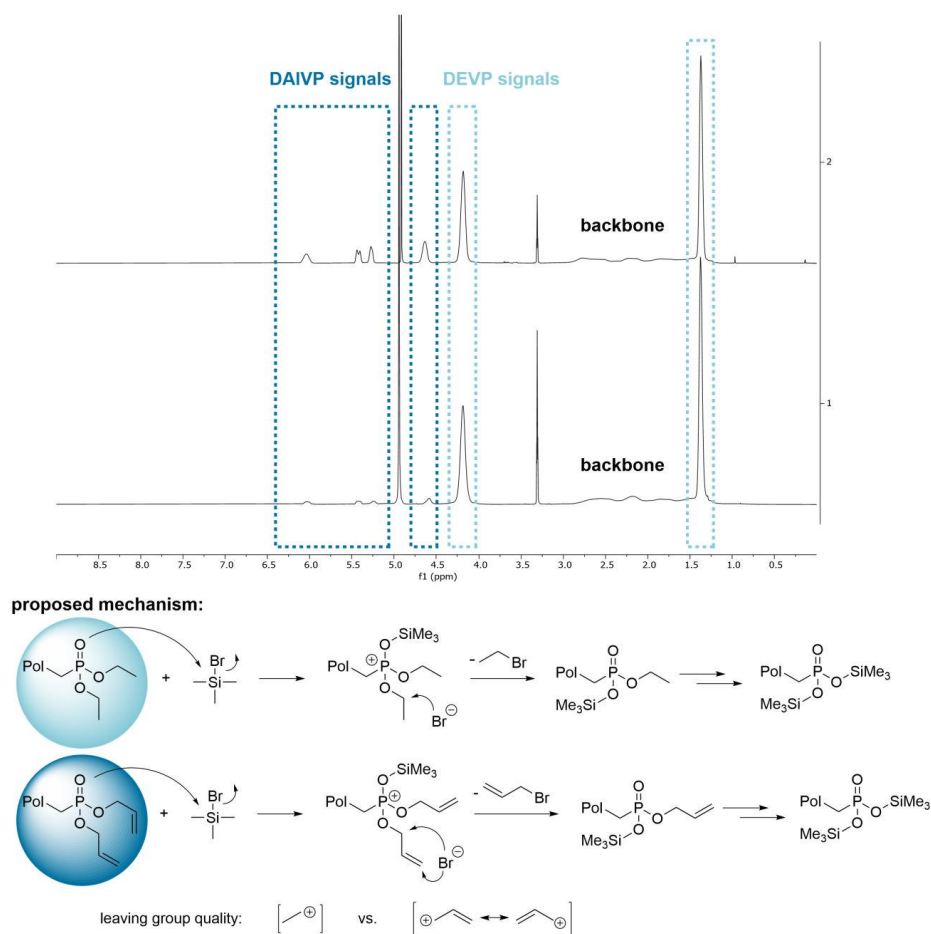 DAIVP signals DEVP signals
2
backbone
1
backbone
8.5 8.0 7.5 7.0 6.5 6.0 5.5 5.0 4.5 4.0 3.5 3.0 2.5 2.0 1.5 1.0 0.5
f1 (ppm)
proposed mechanism:
Pol O P O O + Br Si O SiMe3 Pol P ⊕ O O Br ⊖ - Br Pol O P O O Me3Si Pol O P O SiMe3 O Me3Si
Pol O P O O + Br Si O SiMe3 Pol P ⊕ O O Br ⊖ - Br Pol O P O O Me3Si Pol O P O SiMe3 O Me3Si
leaving group quality: [ ⊕ ] vs. [ ⊕ ↔ ⊕ ]